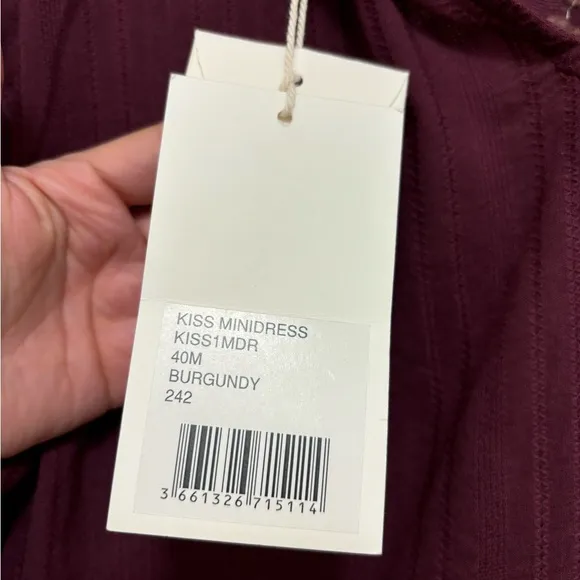 KISS MINIDRESS
KISS1MDR
40M
BURGUNDY
242
3 661326 715114